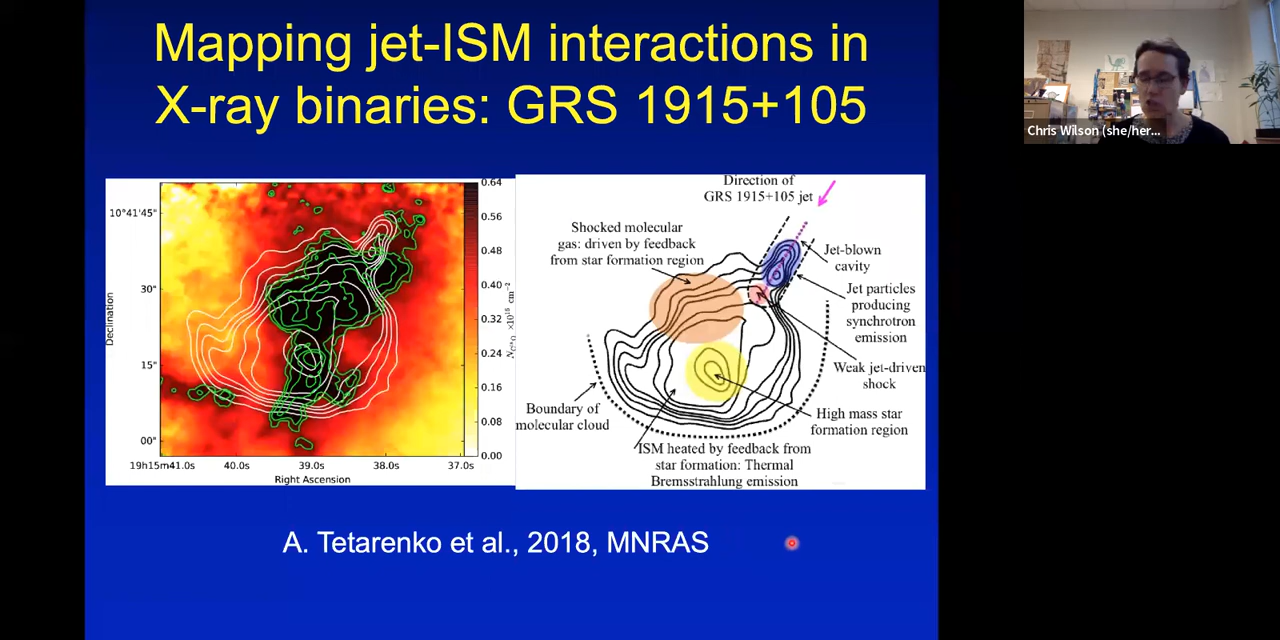 Mapping jet-ISM interactions in
X-ray binaries: GRS 1915+105
Chris Wilson (she/her...
10°41'45"
30"
15"
00"
19h15m41.0s
40.0s
39.0s
38.0s
37.0s
Right Ascension
Declination
0.64
0.56
0.48
0.40
0.32
0.24
0.16
0.08
0.00
Direction of
GRS 1915+105 jet
Shocked molecular
gas: driven by feedback
from star formation region
Jet-blown
cavity
Jet particles
producing
synchrotron
emission
Weak jet-driven
shock
High mass star
formation region
Boundary of
molecular cloud
ISM heated by feedback from
star formation: Thermal
Bremsstrahlung emission
A. Tetarenko et al., 2018, MNRAS